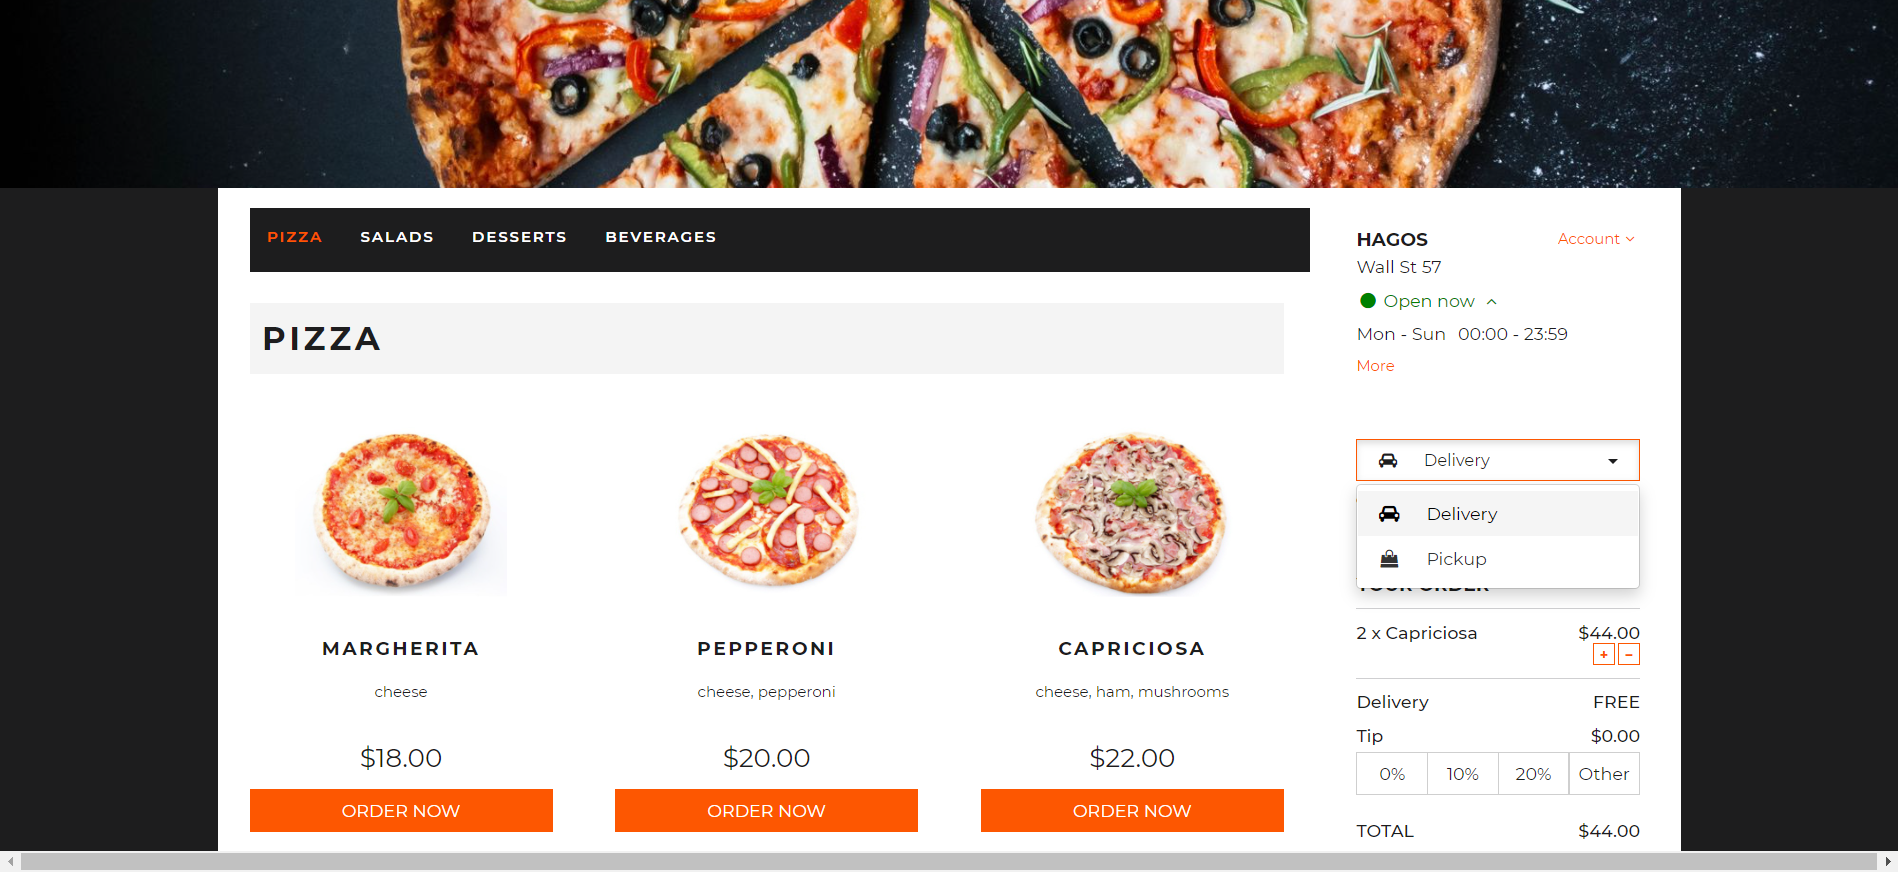 PIZZA SALADS DESSERTS BEVERAGES
PIZZA
MARGHERITA
cheese
$18.00
ORDER NOW
PEPPERONI
cheese, pepperoni
$20.00
ORDER NOW
CAPRICIOSA
cheese, ham, mushrooms
$22.00
ORDER NOW
HAGOS
Account
Wall St 57
Open now
Mon - Sun 00:00 - 23:59
More
Delivery
Delivery
Pickup
YOUR ORDER
2 x Capriciosa $44.00
+ -
Delivery FREE
Tip $0.00
0% 10% 20% Other
TOTAL $44.00